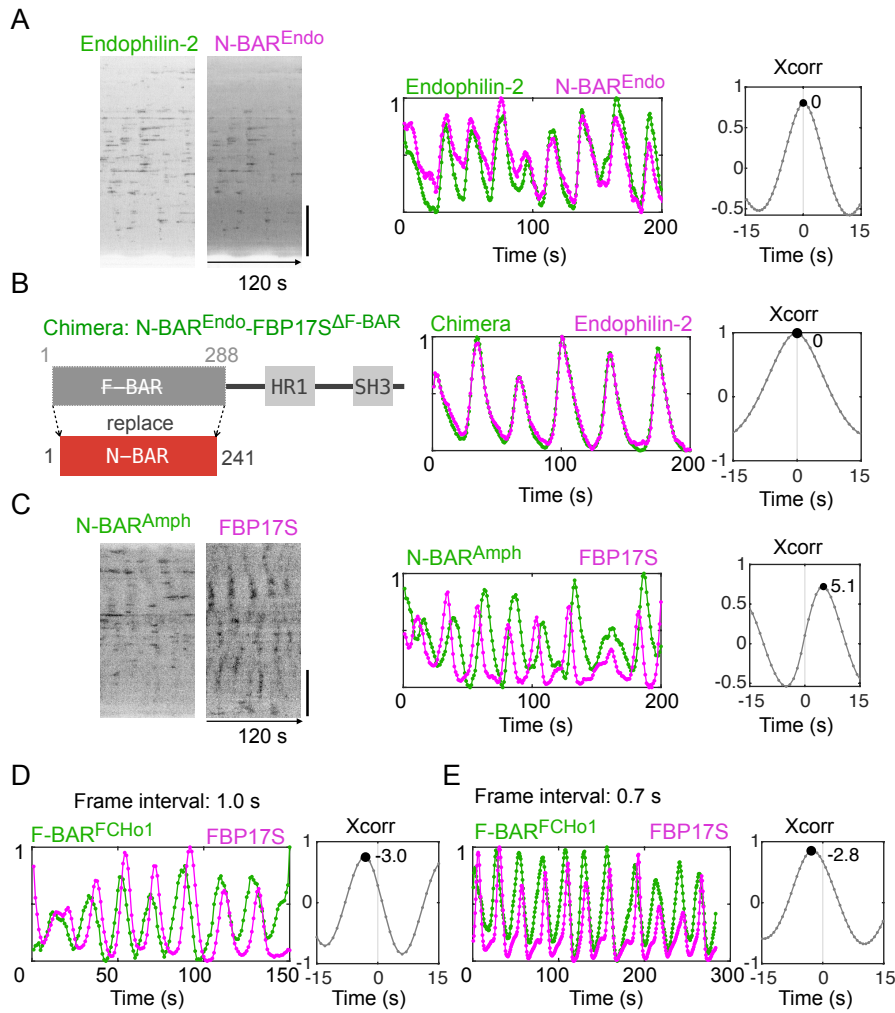 A
Endophilin-2 N-BAR^Endo
120 s
Endophilin-2 N-BAR^Endo
1
0 100 200
Time (s)
Xcorr
1
0.5
0
-0.5
0
-15 0 15
Time (s)
B
Chimera: N-BAR^Endo-FBP17S^ΔF-BAR
1 288
F-BAR HR1 SH3
replace
1 N-BAR 241
Chimera Endophilin-2
1
0 100 200
Time (s)
Xcorr
1
0
-1
0
-15 0 15
Time (s)
C
N-BAR^Amph FBP17S
120 s
N-BAR^Amph FBP17S
1
0 100 200
Time (s)
Xcorr
1
0.5
0
-0.5
5.1
-15 0 15
Time (s)
D
Frame interval: 1.0 s
F-BAR^FCHo1 FBP17S
1
0 50 100 150
Time (s)
Xcorr
1
0
-1
-3.0
-15 0 15
Time (s)
E
Frame interval: 0.7 s
F-BAR^FCHo1 FBP17S
1
0 100 200 300
Time (s)
Xcorr
1
0
-1
-2.8
-15 0 15
Time (s)